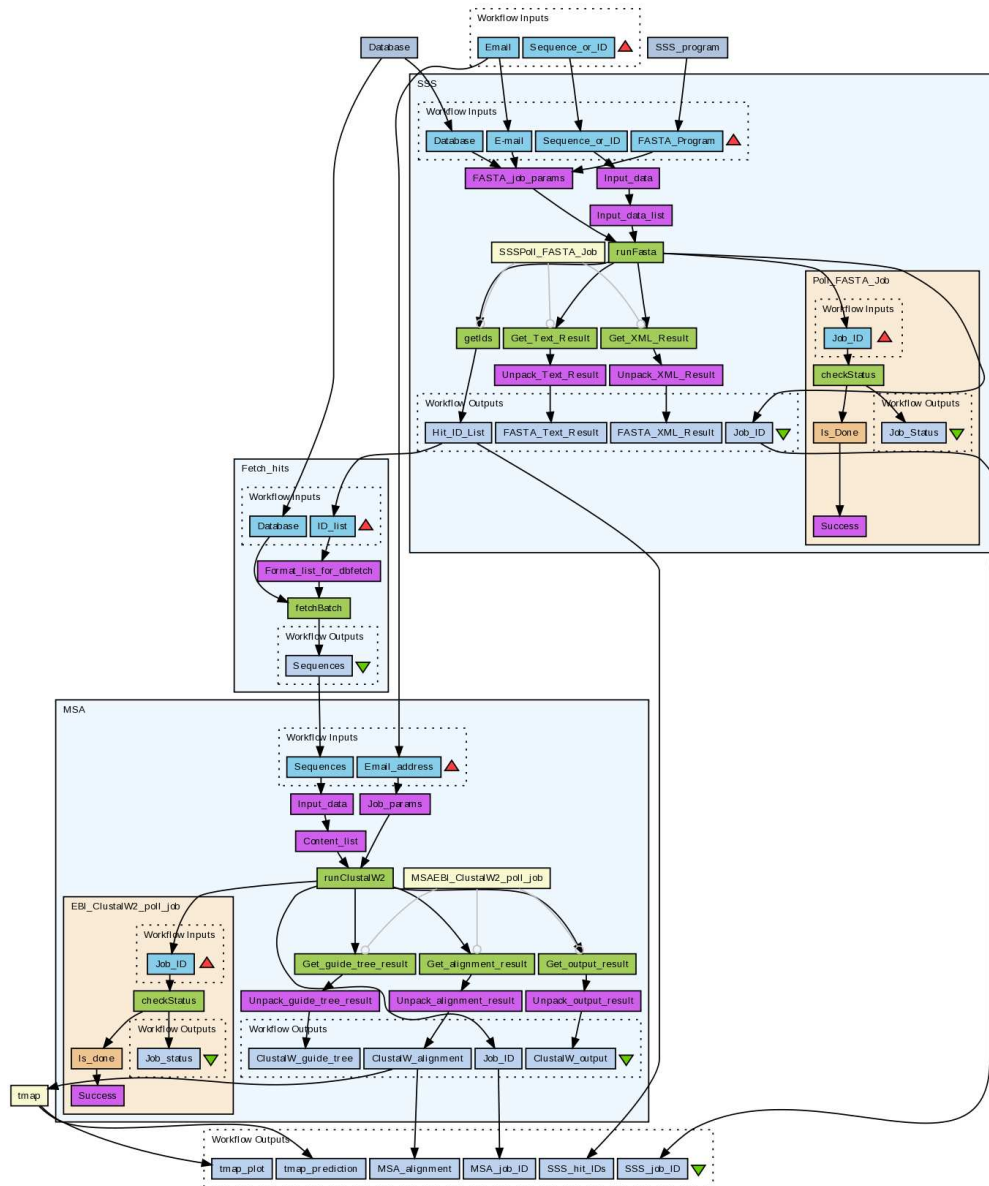 Workflow Inputs
Database
Email
Sequence_or_ID
SSS_program
SSS
Workflow Inputs
Database
E-mail
Sequence_or_ID
FASTA_Program
FASTA_job_params
Input_data
Input_data_list
SSSPoll_FASTA_Job
runFasta
Poll_FASTA_Job
Workflow Inputs
getIds
Get_Text_Result
Get_XML_Result
Job_ID
Unpack_Text_Result
Unpack_XML_Result
checkStatus
Workflow Outputs
Workflow Outputs
Hit_ID_List
FASTA_Text_Result
FASTA_XML_Result
Job_ID
Is_Done
Job_Status
Fetch_hits
Workflow Inputs
Database
ID_list
Success
Format_list_for_dbfetch
fetchBatch
Workflow Outputs
Sequences
MSA
Workflow Inputs
Sequences
Email_address
Input_data
Job_params
Content_list
runClustalW2
MSAEBI_ClustalW2_poll_job
EBI_ClustalW2_poll_job
Workflow Inputs
Job_ID
Get_guide_tree_result
Get_alignment_result
Get_output_result
checkStatus
Unpack_guide_tree_result
Unpack_alignment_result
Unpack_output_result
Workflow Outputs
Workflow Outputs
Is_done
Job_status
ClustalW_guide_tree
ClustalW_alignment
Job_ID
ClustalW_output
tmap
Success
Workflow Outputs
tmap_plot
tmap_prediction
MSA_alignment
MSA_job_ID
SSS_hit_IDs
SSS_job_ID